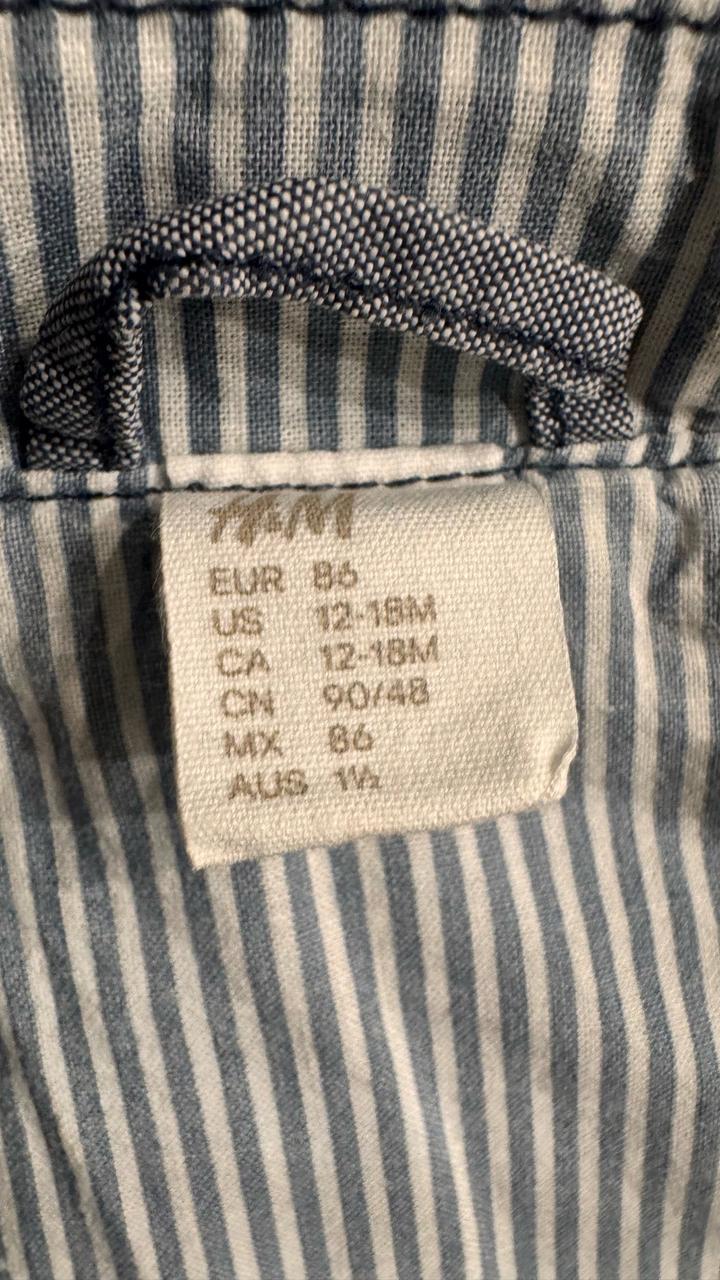 H&M
EUR 86
US 12-18M
CA 12-18M
CN 90/48
MX 86
AUS 1½